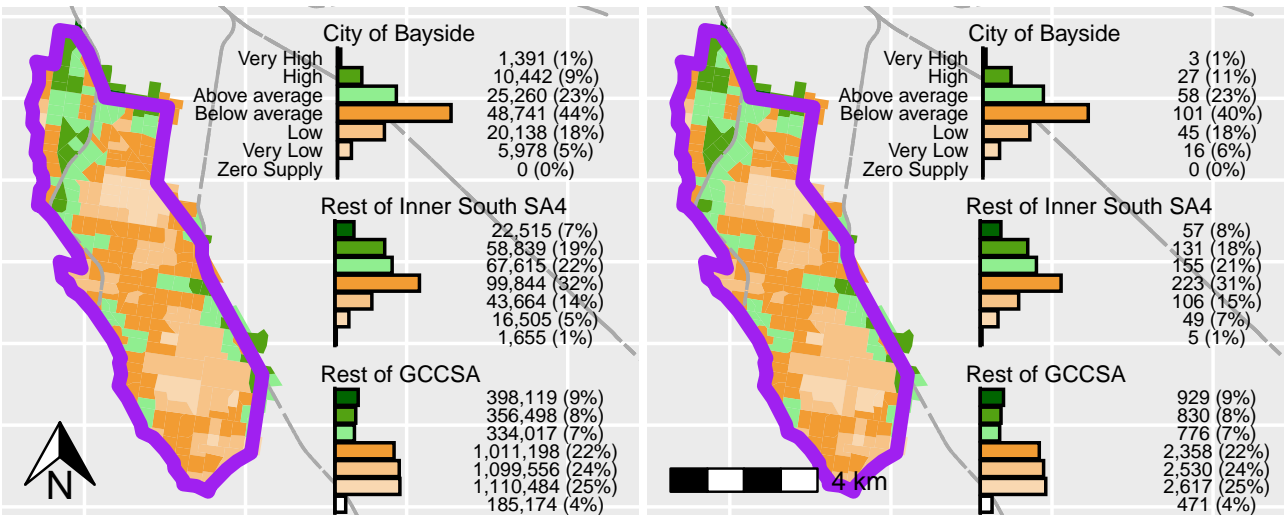 City of Bayside
Very High 1,391 (1%)
High 10,442 (9%)
Above average 25,260 (23%)
Below average 48,741 (44%)
Low 20,138 (18%)
Very Low 5,978 (5%)
Zero Supply 0 (0%)
Rest of Inner South SA4
22,515 (7%)
58,839 (19%)
67,615 (22%)
99,844 (32%)
43,664 (14%)
16,505 (5%)
1,655 (1%)
Rest of GCCSA
398,119 (9%)
356,498 (8%)
334,017 (7%)
1,011,198 (22%)
1,099,556 (24%)
1,110,484 (25%)
185,174 (4%)
N
City of Bayside
Very High 3 (1%)
High 27 (11%)
Above average 58 (23%)
Below average 101 (40%)
Low 45 (18%)
Very Low 16 (6%)
Zero Supply 0 (0%)
Rest of Inner South SA4
57 (8%)
131 (18%)
155 (21%)
223 (31%)
106 (15%)
49 (7%)
5 (1%)
Rest of GCCSA
929 (9%)
830 (8%)
776 (7%)
2,358 (22%)
2,530 (24%)
2,617 (25%)
471 (4%)
4 km